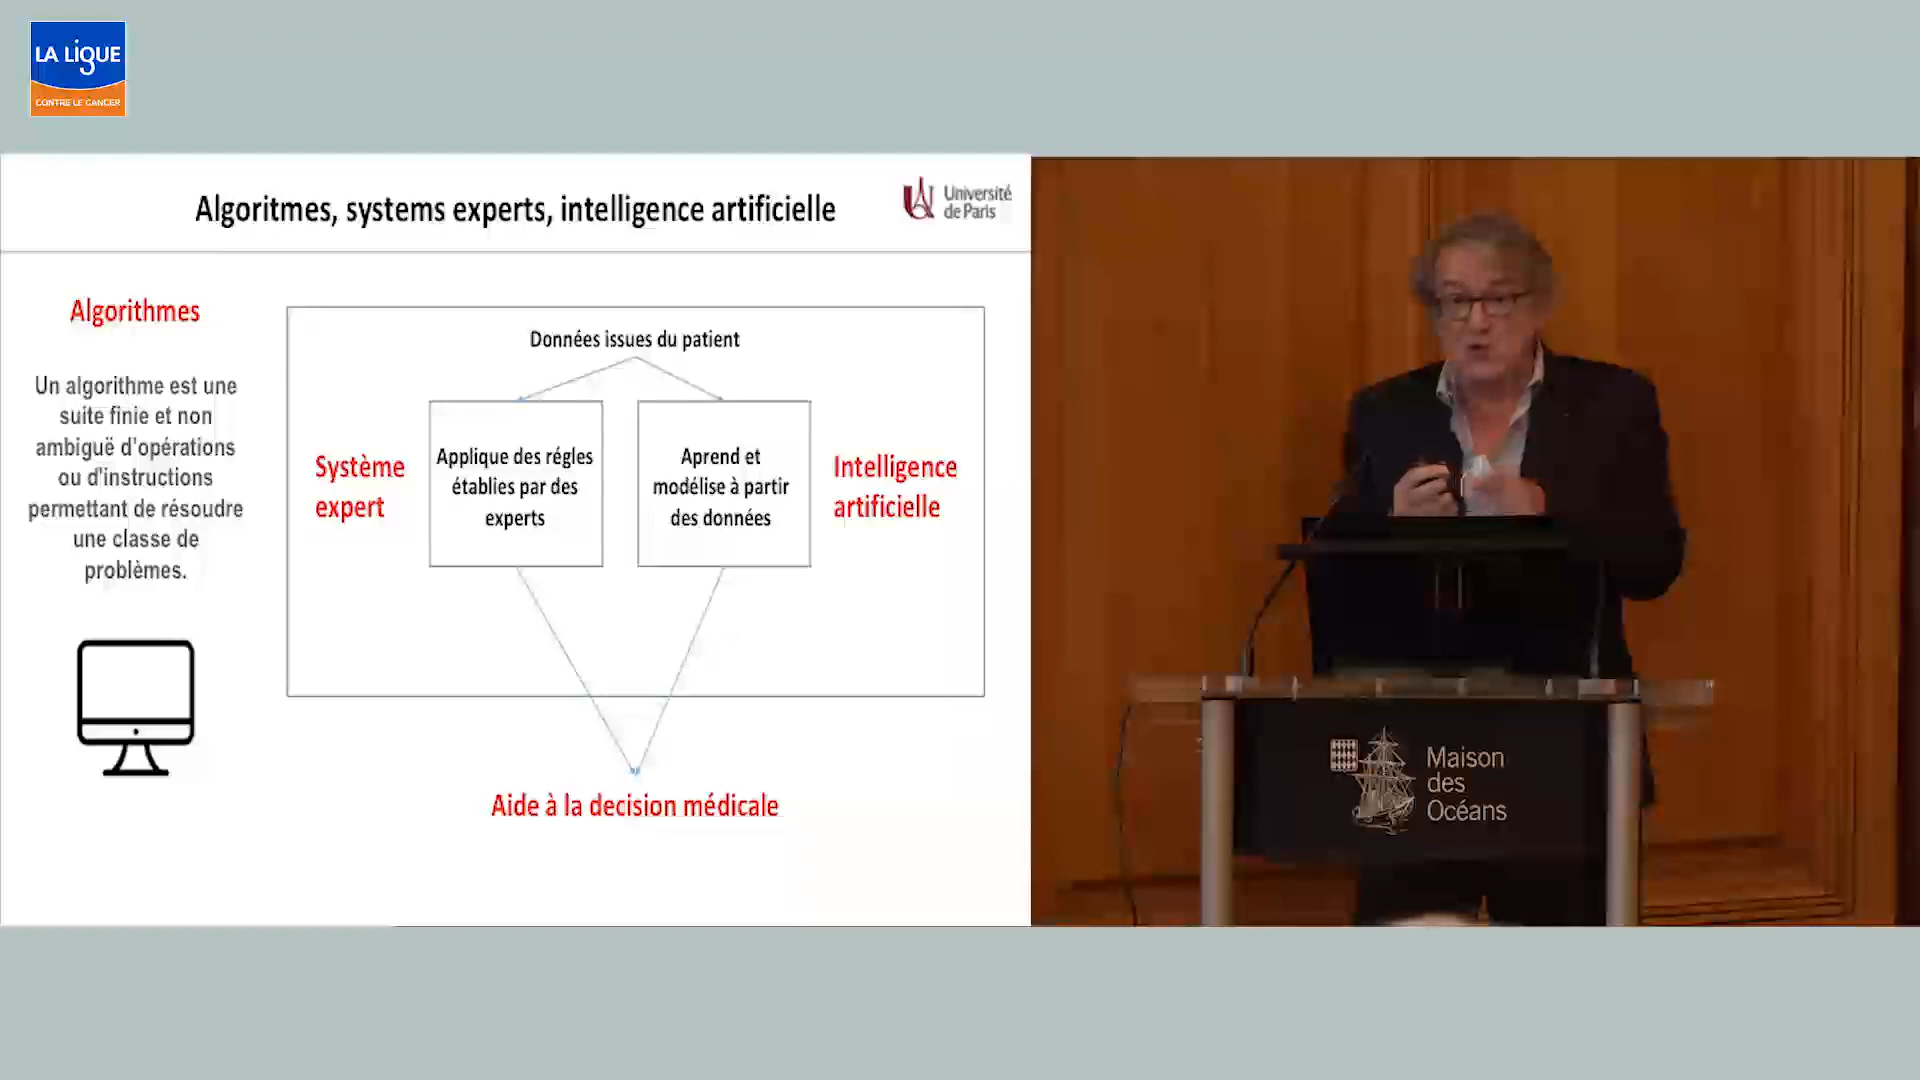 LA LIGUE
CONTRE LE CANCER
Algoritmes, systems experts, intelligence artificielle
Université
de Paris
Algorithmes
Un algorithme est une
suite finie et non
ambiguë d'opérations
ou d'instructions
permettant de résoudre
une classe de
problèmes.
Données issues du patient
Système
expert
Applique des régles
établies par des
experts
Aprend et
modélise à partir
des données
Intelligence
artificielle
Aide à la decision médicale
Maison
des
Océans